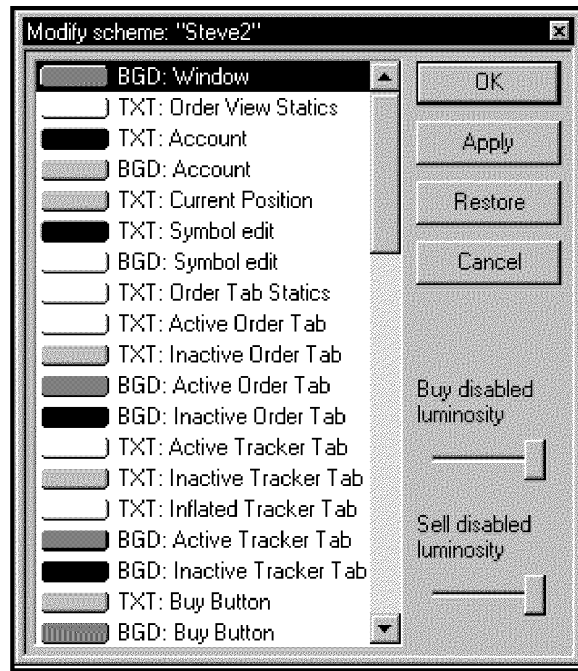 Modify scheme: "Steve2"
BGD: Window
TXT: Order View Statics
TXT: Account
BGD: Account
TXT: Current Position
TXT: Symbol edit
BGD: Symbol edit
TXT: Order Tab Statics
TXT: Active Order Tab
TXT: Inactive Order Tab
BGD: Active Order Tab
BGD: Inactive Order Tab
TXT: Active Tracker Tab
TXT: Inactive Tracker Tab
TXT: Inflated Tracker Tab
BGD: Active Tracker Tab
BGD: Inactive Tracker Tab
TXT: Buy Button
BGD: Buy Button
OK
Apply
Restore
Cancel
Buy disabled
luminosity
Sell disabled
luminosity